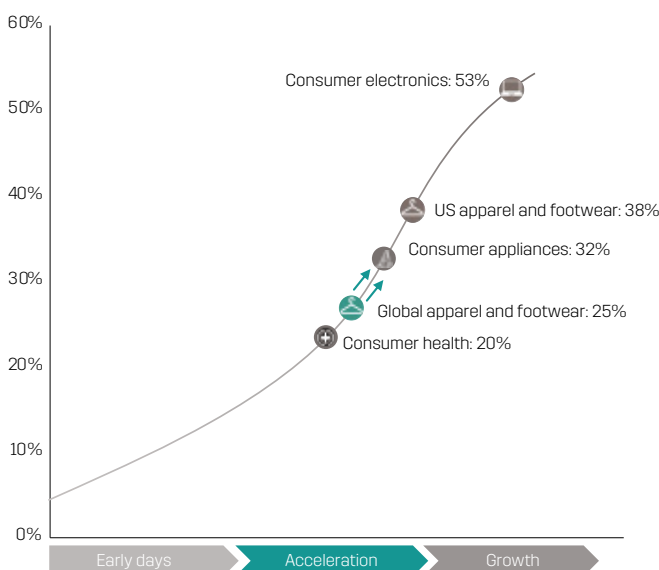 60%
Consumer electronics: 53%
50%
40%
US apparel and footwear: 38%
Consumer appliances: 32%
30%
Global apparel and footwear: 25%
Consumer health: 20%
20%
10%
0%
Early days
Acceleration
Growth